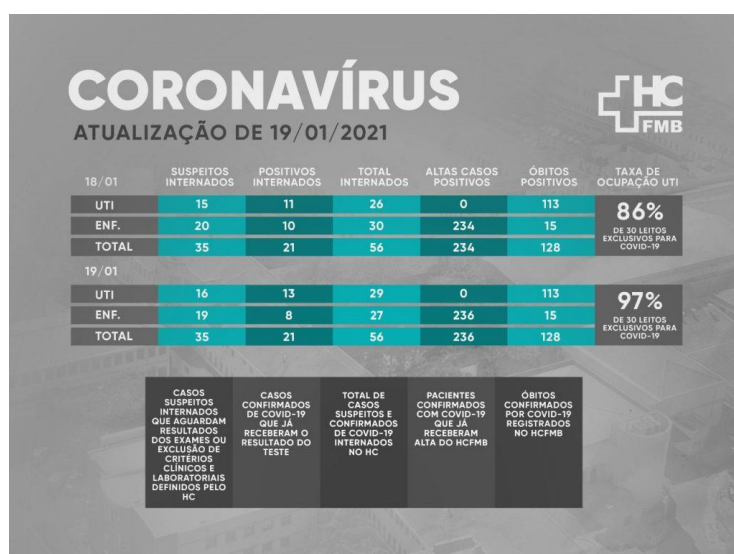 CORONAVÍRUS
ATUALIZAÇÃO DE 19/01/2021
HC
FMB
18/01 SUSPEITOS INTERNADOS POSITIVOS INTERNADOS TOTAL INTERNADOS ALTAS CASOS POSITIVOS ÓBITOS POSITIVOS TAXA DE OCUPAÇÃO UTI
UTI 15 11 26 0 113
ENF. 20 10 30 234 15
TOTAL 35 21 56 234 128
86%
DE 30 LEITOS
EXCLUSIVOS PARA
COVID-19
19/01
UTI 16 13 29 0 113
ENF. 19 8 27 236 15
TOTAL 35 21 56 236 128
97%
DE 30 LEITOS
EXCLUSIVOS PARA
COVID-19
CASOS
SUSPEITOS
INTERNADOS
QUE AGUARDAM
RESULTADOS
DOS EXAMES OU
EXCLUSÃO DE
CRITÉRIOS
CLÍNICOS E
LABORATORIAIS
DEFINIDOS PELO
HC
CASOS
CONFIRMADOS
DE COVID-19
QUE JÁ
RECEBERAM O
RESULTADO DO
TESTE
TOTAL DE
CASOS
SUSPEITOS E
CONFIRMADOS
DE COVID-19
INTERNADOS
NO HC
PACIENTES
CONFIRMADOS
COM COVID-19
QUE JÁ
RECEBERAM
ALTA DO HCFMB
ÓBITOS
CONFIRMADOS
POR COVID-19
REGISTRADOS
NO HCFMB